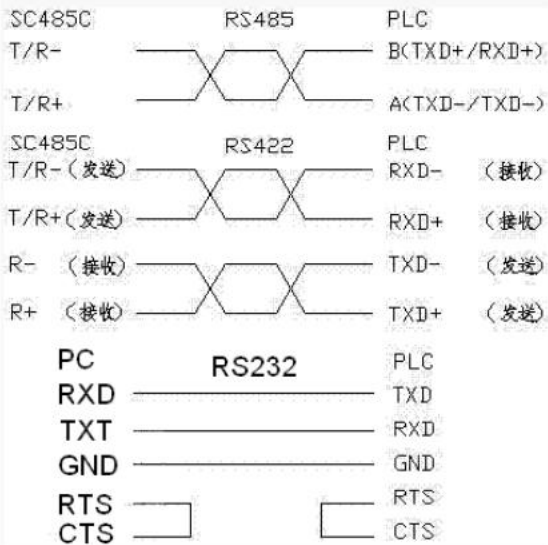 SC485C RS485 PLC
T/R- B(TXD+/RXD+)
T/R+ A(TXD-/TXD-)
SC485C RS422 PLC
T/R-(发送) RXD- (接收)
T/R+(发送) RXD+ (接收)
R- (接收) TXD- (发送)
R+ (接收) TXD+ (发送)
PC RS232 PLC
RXD TXD
TXT RXD
GND GND
RTS RTS
CTS CTS